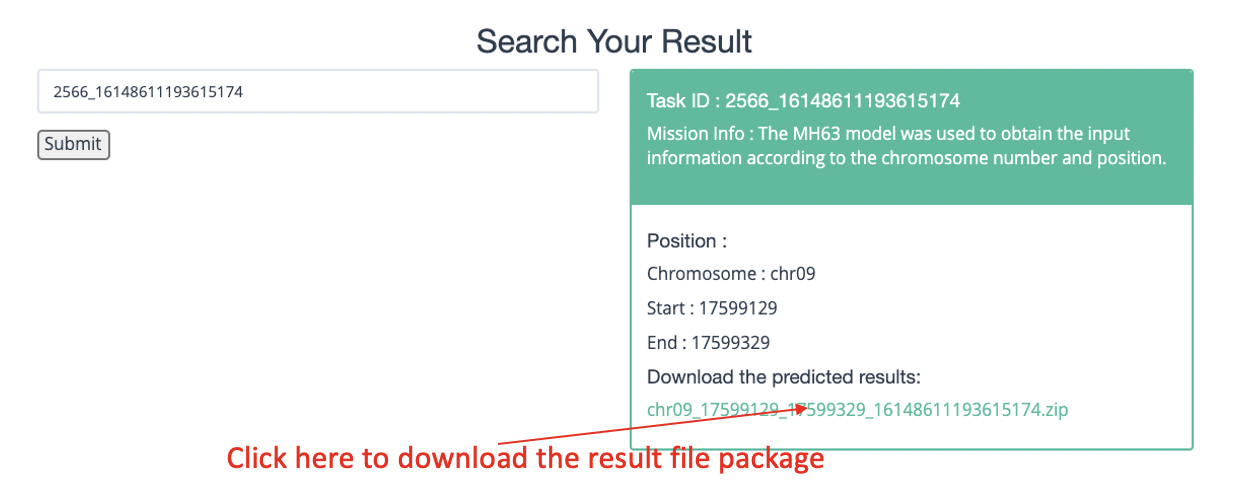 Search Your Result
2566_16148611193615174
Submit
Task ID : 2566_16148611193615174
Mission Info : The MH63 model was used to obtain the input
information according to the chromosome number and position.
Position :
Chromosome : chr09
Start : 17599129
End : 17599329
Download the predicted results:
chr09_17599129_17599329_16148611193615174.zip
Click here to download the result file package